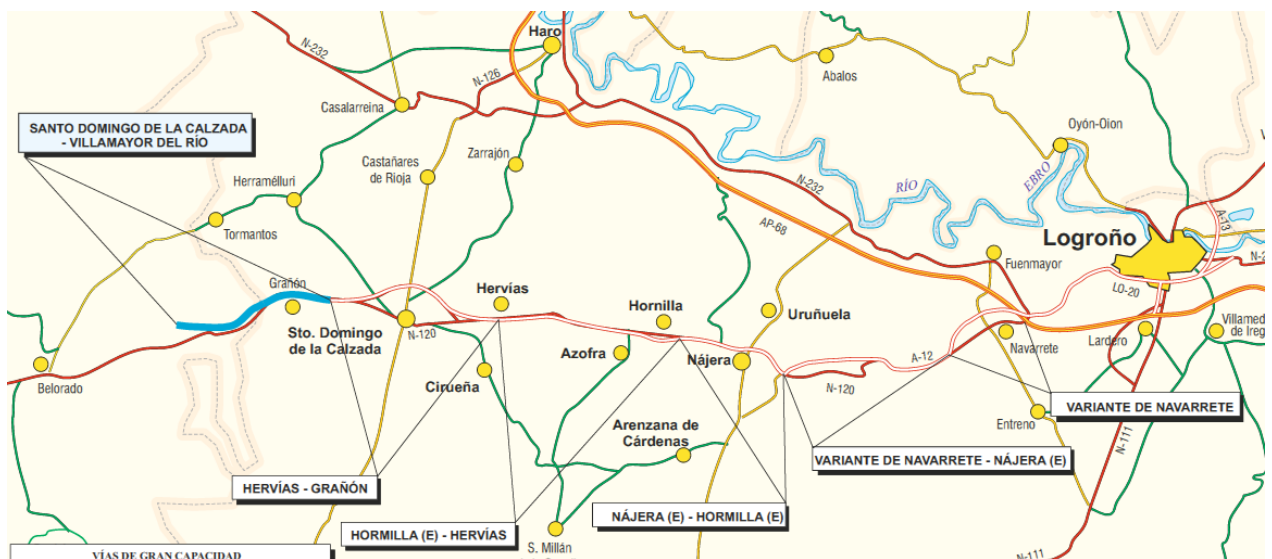 Haro
N-232
N-126
Abalos
Casalarreina
SANTO DOMINGO DE LA CALZADA
- VILLAMAYOR DEL RÍO
Oyón-Oion
Castañares
de Rioja
Zarrajón
Herramélluri
N-232
RÍO
EBRO
Tormantos
AP-68
A-13
Logroño
Fuenmayor
N-2
Grañón
Hervías
LO-20
Hornilla
Uruñuela
Sto. Domingo
de la Calzada
N-120
Villamed
de Ireg
Navarrete
Lardero
Azofra
Nájera
A-12
Belorado
Cirueña
N-120
VARIANTE DE NAVARRETE
Entreno
Arenzana de
Cárdenas
N-111
VARIANTE DE NAVARRETE - NÁJERA (E)
HERVÍAS - GRAÑÓN
NÁJERA (E) - HORMILLA (E)
HORMILLA (E) - HERVÍAS
S. Millán
VÍAS DE GRAN CAPACIDAD
N-111